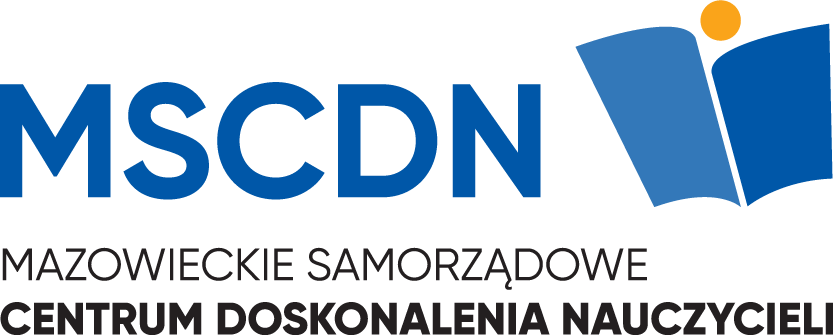 MSCDN
MAZOWIECKIE SAMORZĄDOWE
CENTRUM DOSKONALENIA NAUCZYCIELI